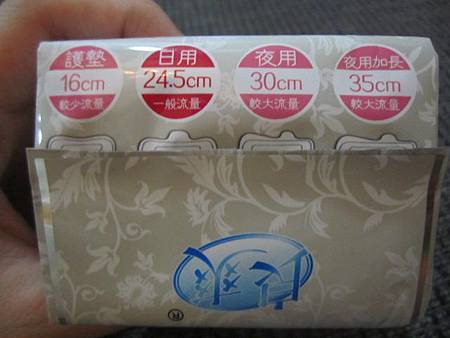 護墊
16cm
較少流量
日用
24.5cm
一般流量
夜用
30cm
較大流量
夜用加長
35cm
較大流量
®